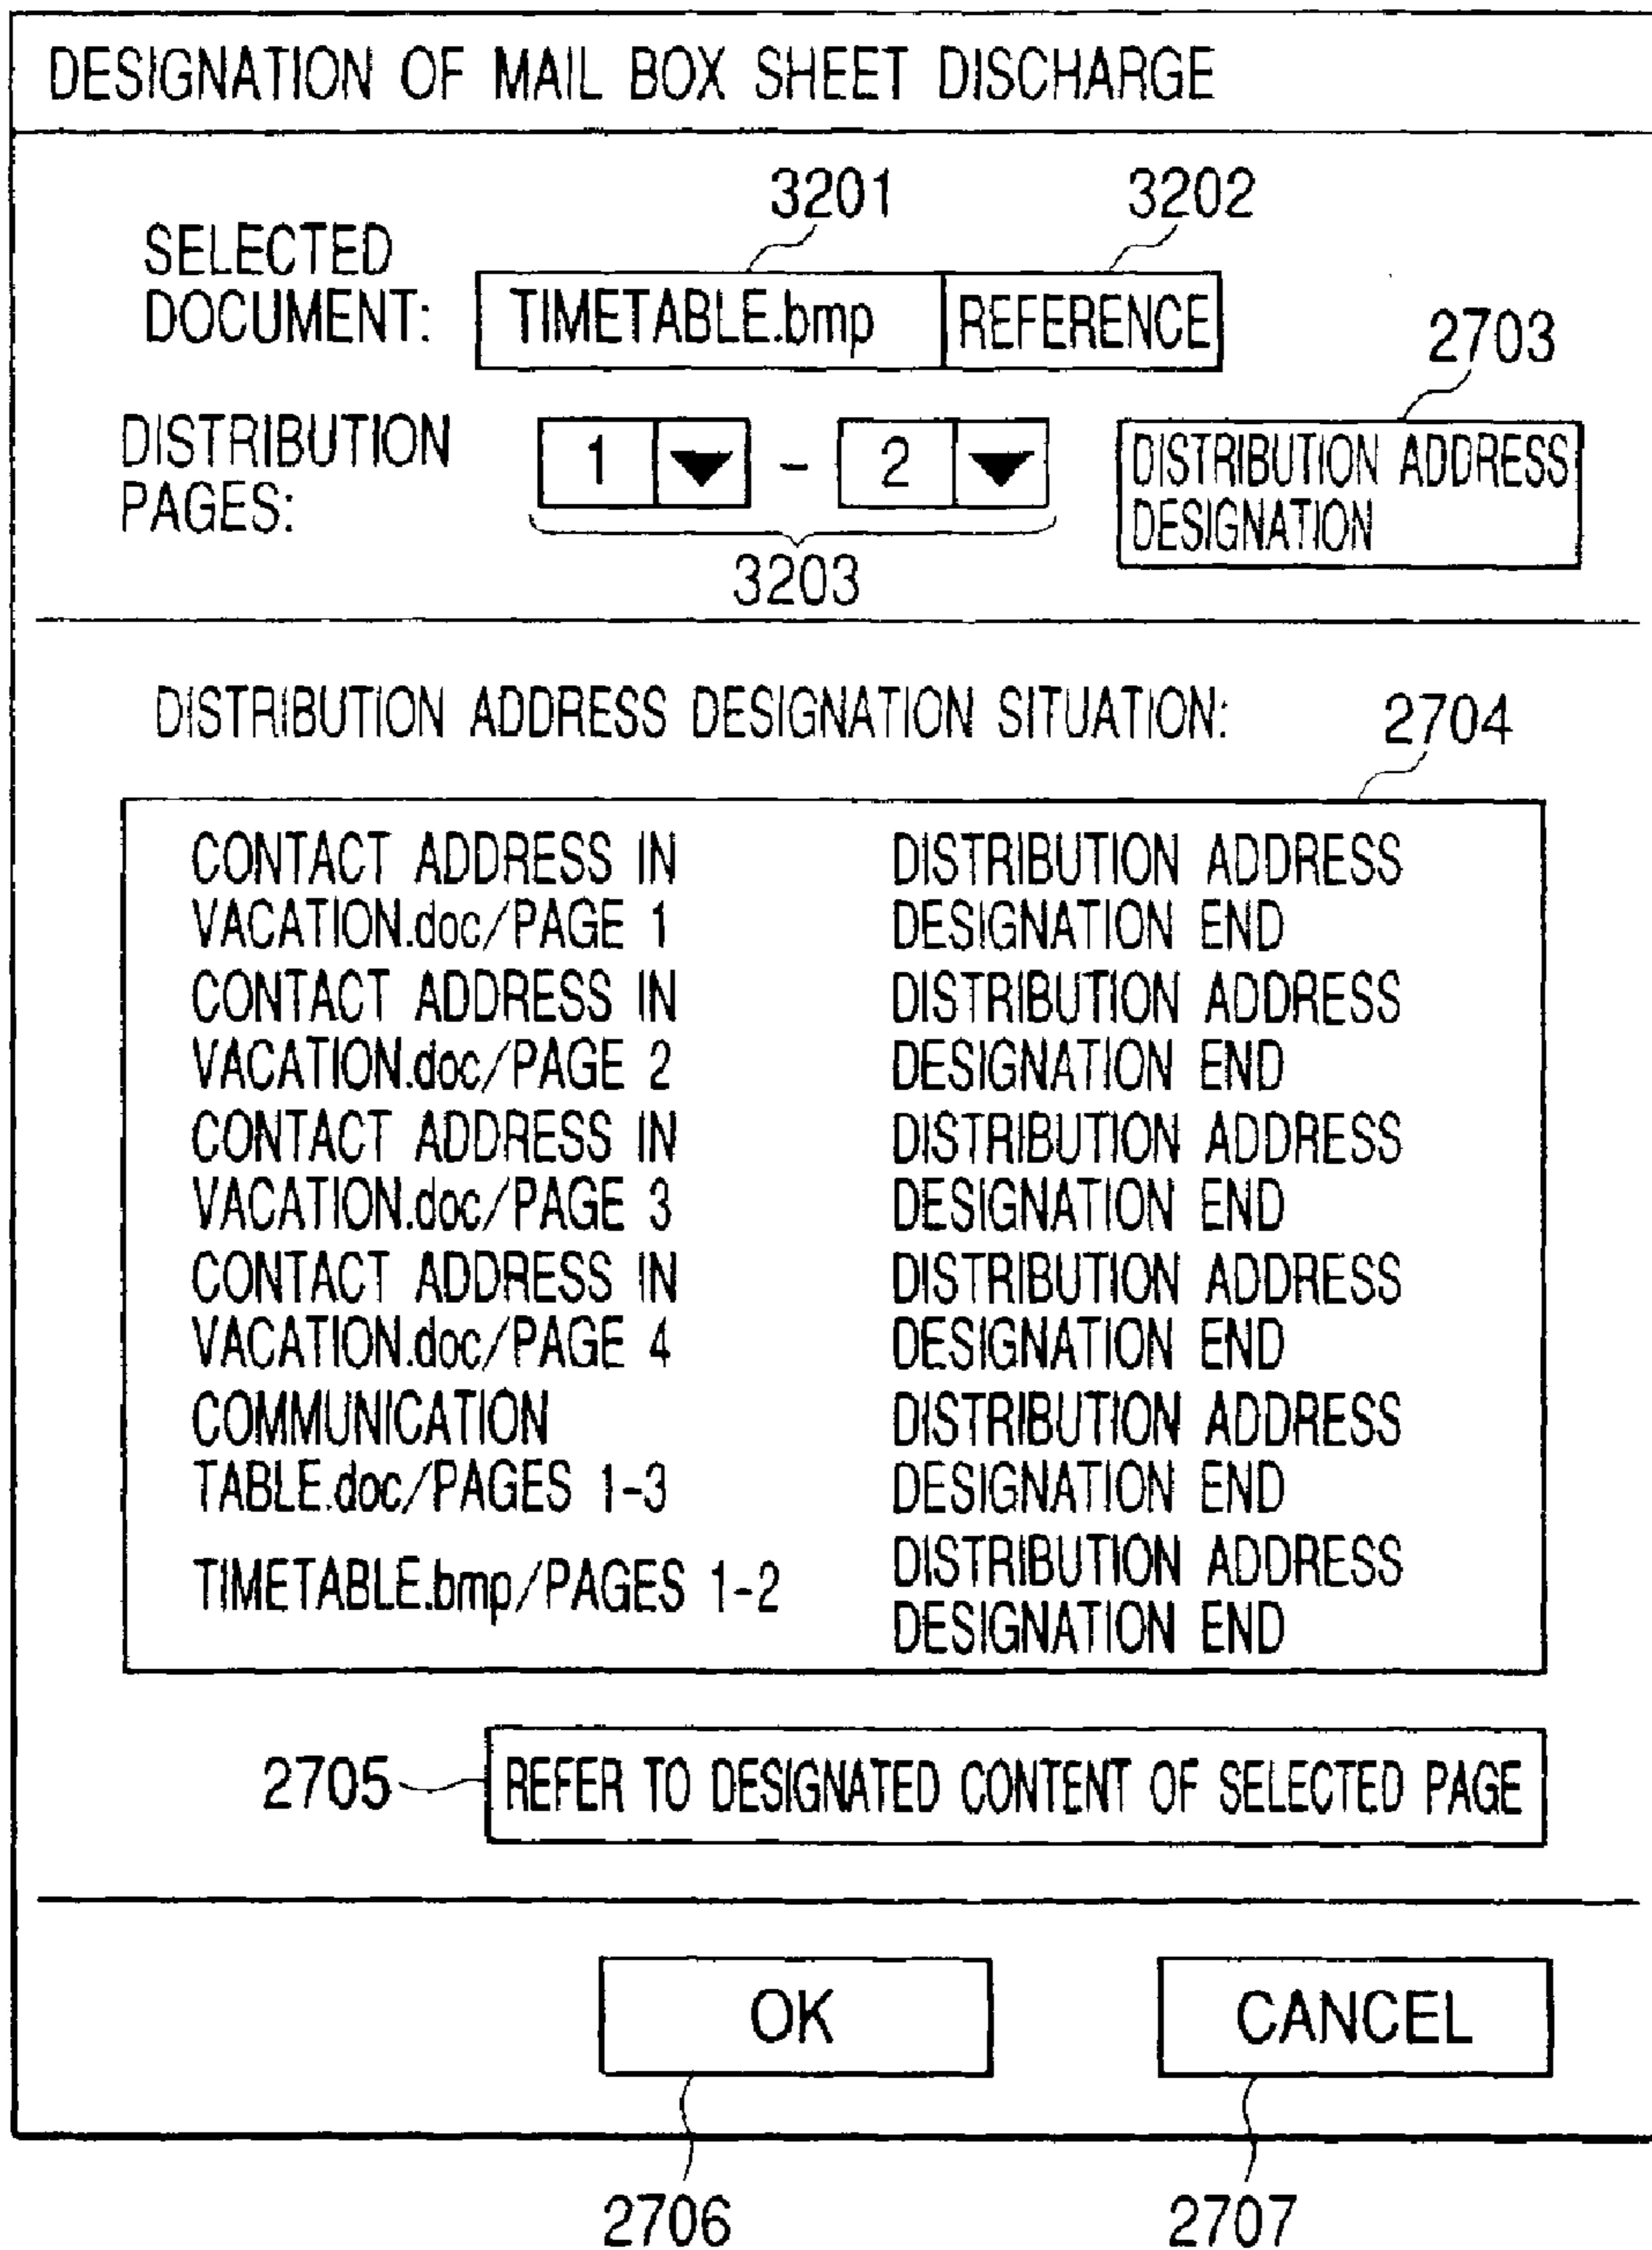 DESIGNATION OF MAIL BOX SHEET DISCHARGE
3201
3202
SELECTED
DOCUMENT:
TIMETABLE.bmp
REFERENCE
2703
DISTRIBUTION
PAGES:
1 - 2
DISTRIBUTION ADDRESS
DESIGNATION
3203
DISTRIBUTION ADDRESS DESIGNATION SITUATION:
2704
CONTACT ADDRESS IN DISTRIBUTION ADDRESS
VACATION.doc/PAGE 1 DESIGNATION END
CONTACT ADDRESS IN DISTRIBUTION ADDRESS
VACATION.doc/PAGE 2 DESIGNATION END
CONTACT ADDRESS IN DISTRIBUTION ADDRESS
VACATION.doc/PAGE 3 DESIGNATION END
CONTACT ADDRESS IN DISTRIBUTION ADDRESS
VACATION.doc/PAGE 4 DESIGNATION END
COMMUNICATION DISTRIBUTION ADDRESS
TABLE.doc/PAGES 1-3 DESIGNATION END
TIMETABLE.bmp/PAGES 1-2 DISTRIBUTION ADDRESS
DESIGNATION END
2705 REFER TO DESIGNATED CONTENT OF SELECTED PAGE
OK CANCEL
2706 2707